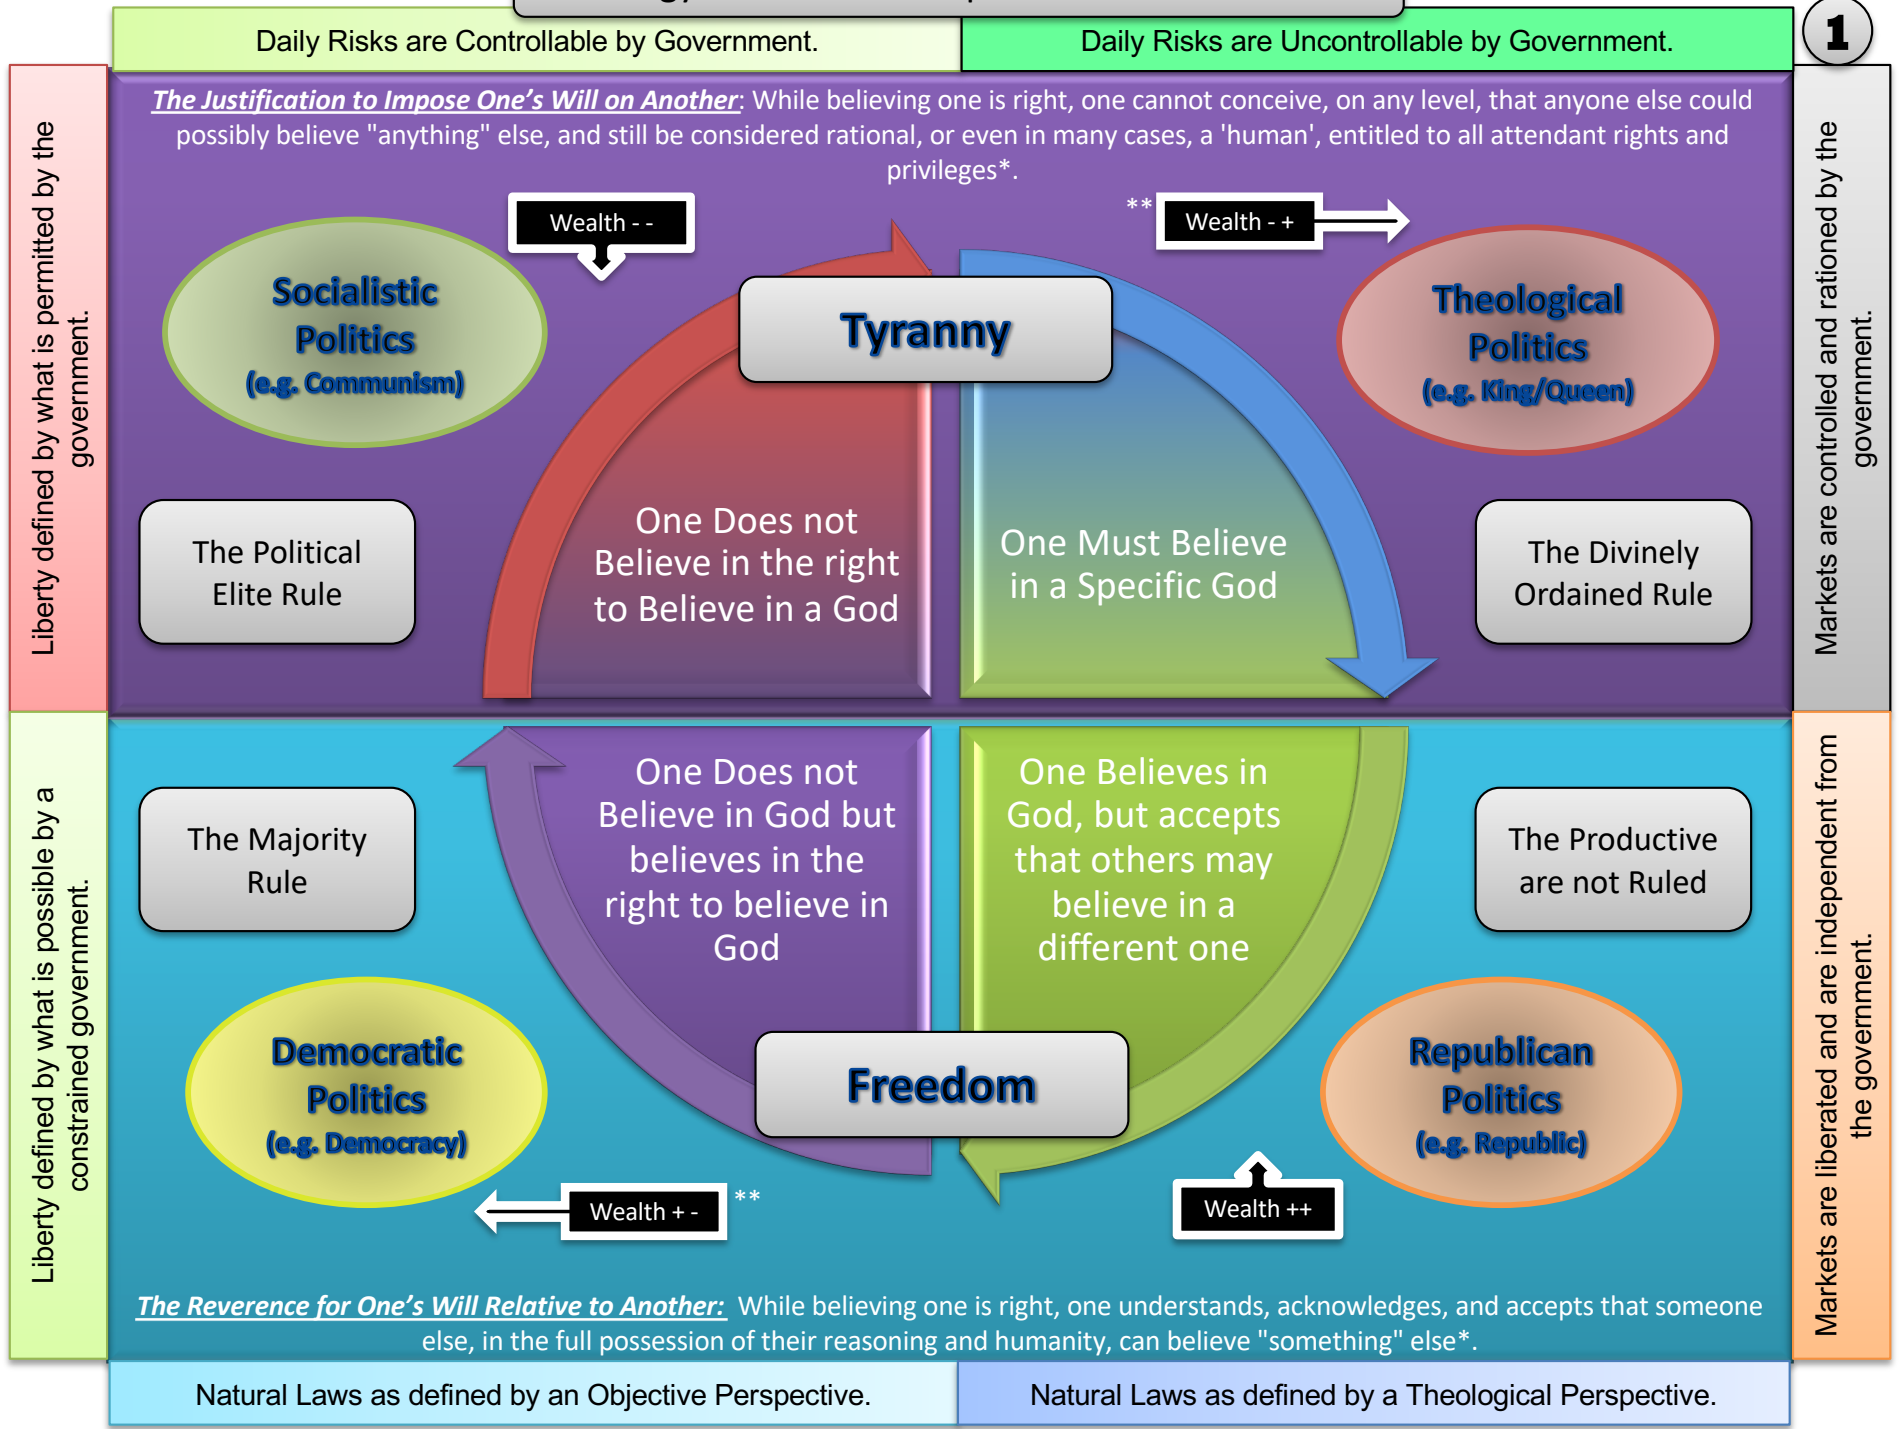 Daily Risks are Controllable by Government.
Daily Risks are Uncontrollable by Government.
1
The Justification to Impose One's Will on Another: While believing one is right, one cannot conceive, on any level, that anyone else could
possibly believe "anything" else, and still be considered rational, or even in many cases, a 'human', entitled to all attendant rights and
privileges*.
Liberty defined by what is permitted by the
government.
Markets are controlled and rationed by the
government.
Wealth - -
**
Wealth - +
Socialistic
Politics
(e.g. Communism)
Tyranny
Theological
Politics
(e.g. King/Queen)
The Political
Elite Rule
One Does not
Believe in the right
to Believe in a God
One Must Believe
in a Specific God
The Divinely
Ordained Rule
Liberty defined by what is possible by a
constrained government.
Markets are liberated and are independent from
the government.
The Majority
Rule
One Does not
Believe in God but
believes in the
right to believe in
God
One Believes in
God, but accepts
that others may
believe in a
different one
The Productive
are not Ruled
Democratic
Politics
(e.g. Democracy)
Freedom
Republican
Politics
(e.g. Republic)
Wealth + -
**
Wealth ++
The Reverence for One's Will Relative to Another: While believing one is right, one understands, acknowledges, and accepts that someone
else, in the full possession of their reasoning and humanity, can believe "something" else*.
Natural Laws as defined by an Objective Perspective.
Natural Laws as defined by a Theological Perspective.